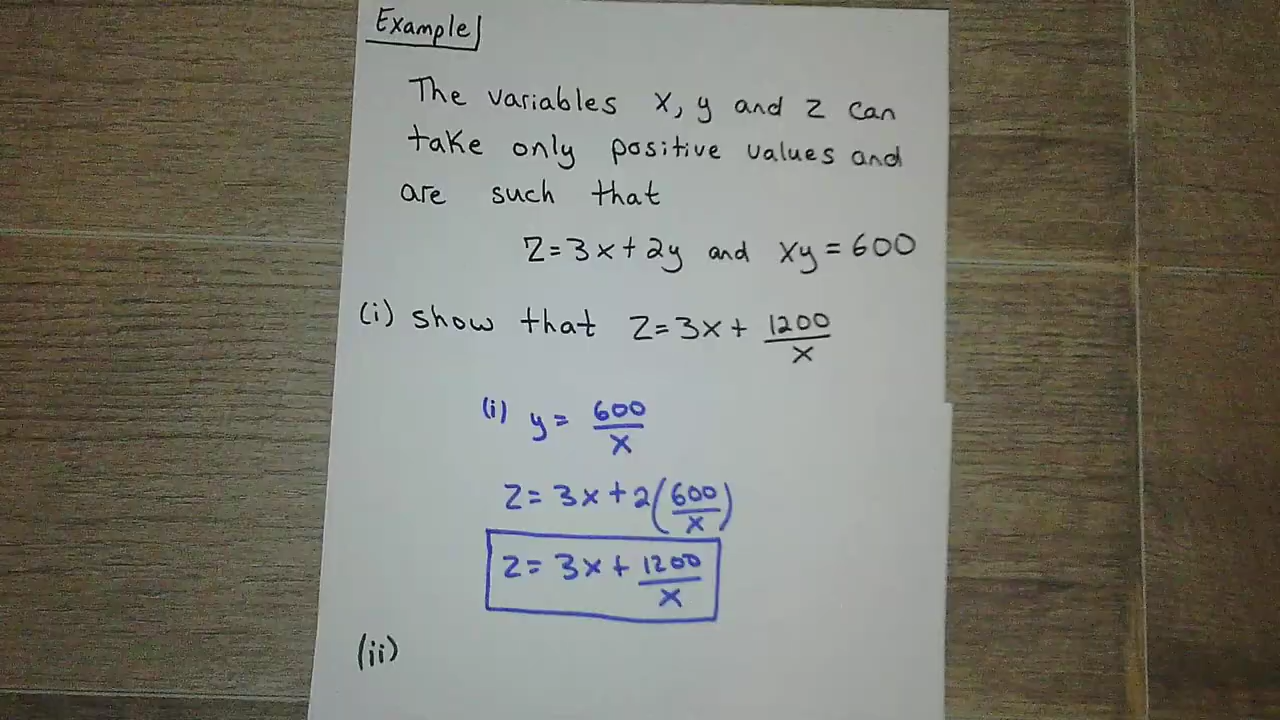 Example
The variables x, y and z can
take only positive values and
are such that
z=3x+2y and xy=600
(i) show that z=3x+ 1200/x
(i) y= 600/x
z=3x+2(600/x)
z=3x+ 1200/x
(ii)